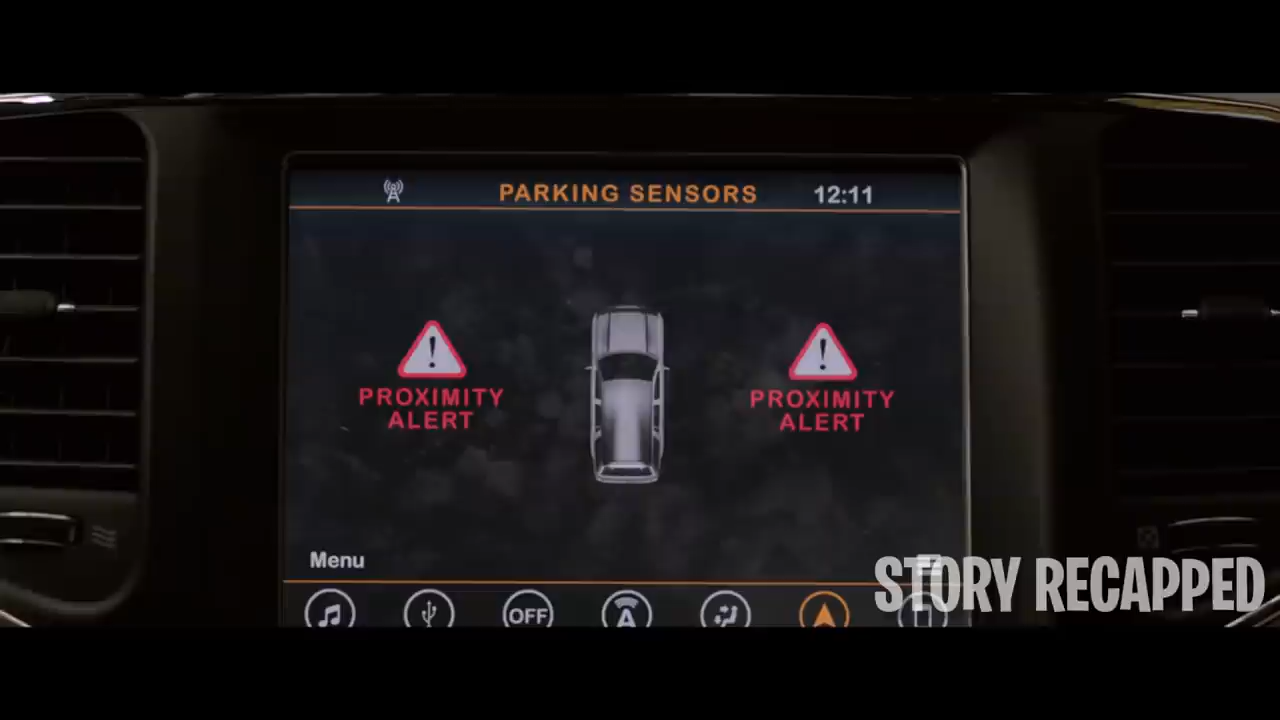 PARKING SENSORS 12:11
PROXIMITY
ALERT
PROXIMITY
ALERT
Menu
STORY RECAPPED
OFF
A